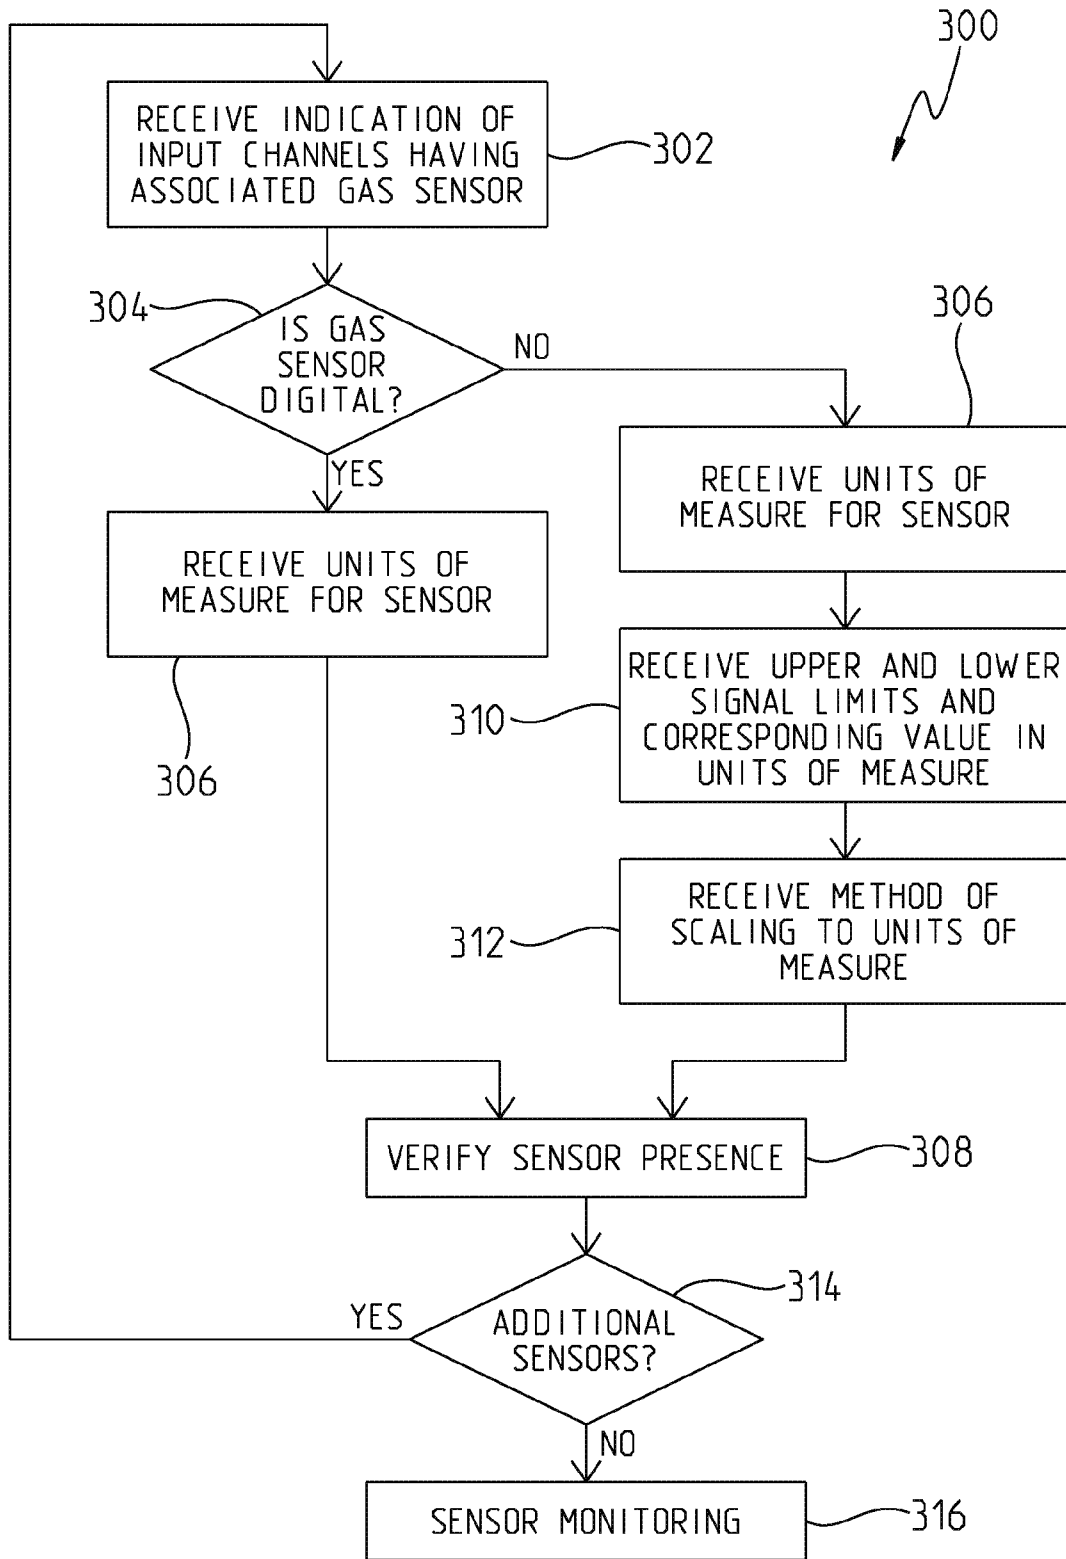 300
RECEIVE INDICATION OF
INPUT CHANNELS HAVING
ASSOCIATED GAS SENSOR
302
304
IS GAS
SENSOR
DIGITAL?
NO
YES
306
RECEIVE UNITS OF
MEASURE FOR SENSOR
RECEIVE UNITS OF
MEASURE FOR SENSOR
306
RECEIVE UPPER AND LOWER
SIGNAL LIMITS AND
CORRESPONDING VALUE IN
UNITS OF MEASURE
310
RECEIVE METHOD OF
SCALING TO UNITS OF
MEASURE
312
VERIFY SENSOR PRESENCE
308
314
YES
ADDITIONAL
SENSORS?
NO
SENSOR MONITORING
316